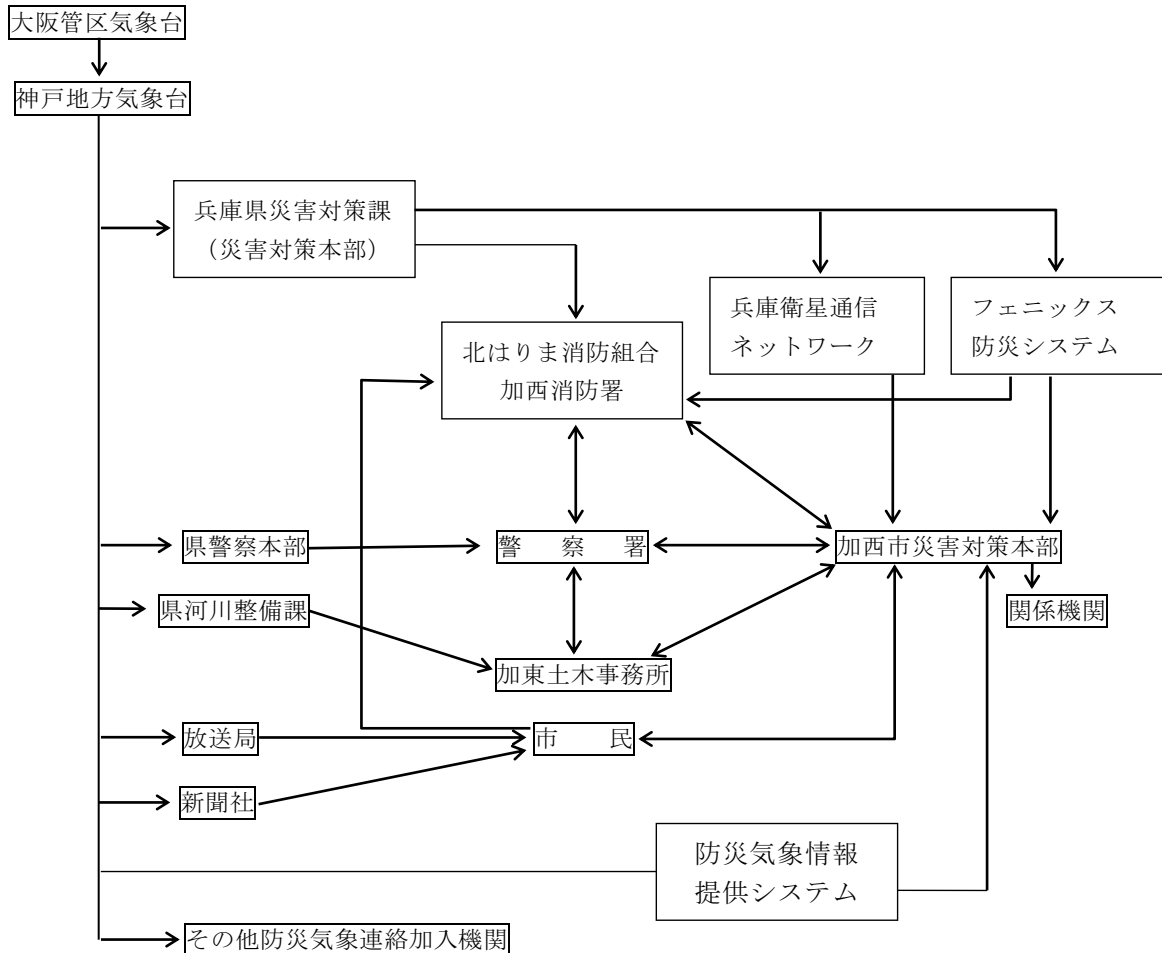 大阪管区気象台
神戸地方気象台
兵庫県災害対策課
（災害対策本部）
兵庫衛星通信
ネットワーク
フェニックス
防災システム
北はりま消防組合
加西消防署
県警察本部
警　察　署
加西市災害対策本部
県河川整備課
関係機関
加東土木事務所
放送局
市　民
新聞社
防災気象情報
提供システム
その他防災気象連絡加入機関